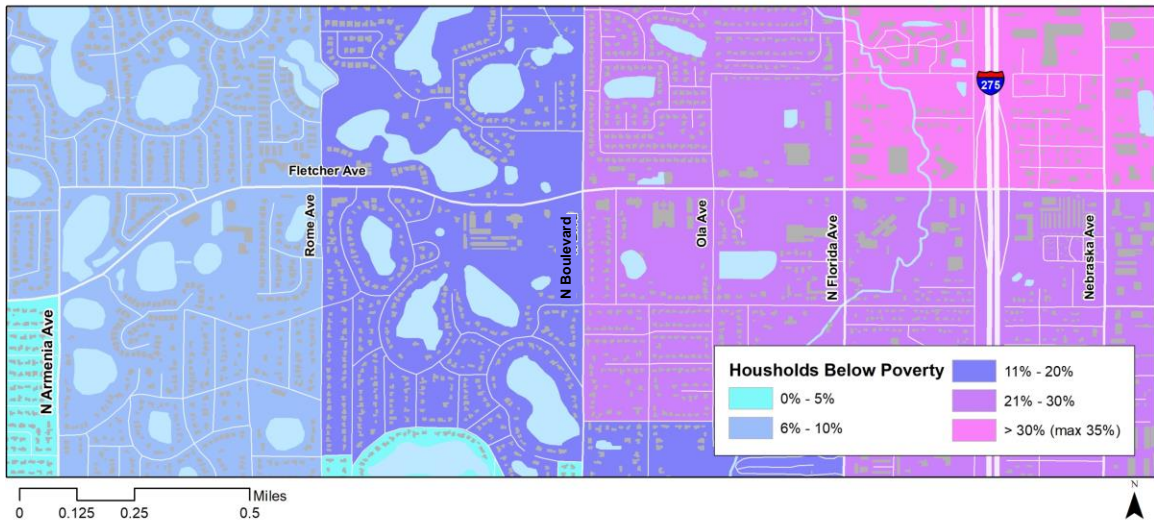 275
Fletcher Ave
Rome Ave
N Boulevard
Ola Ave
N Florida Ave
Nebraska Ave
N Armenia Ave
Housholds Below Poverty
0% - 5%
6% - 10%
11% - 20%
21% - 30%
> 30% (max 35%)
Miles
0 0.125 0.25 0.5
N